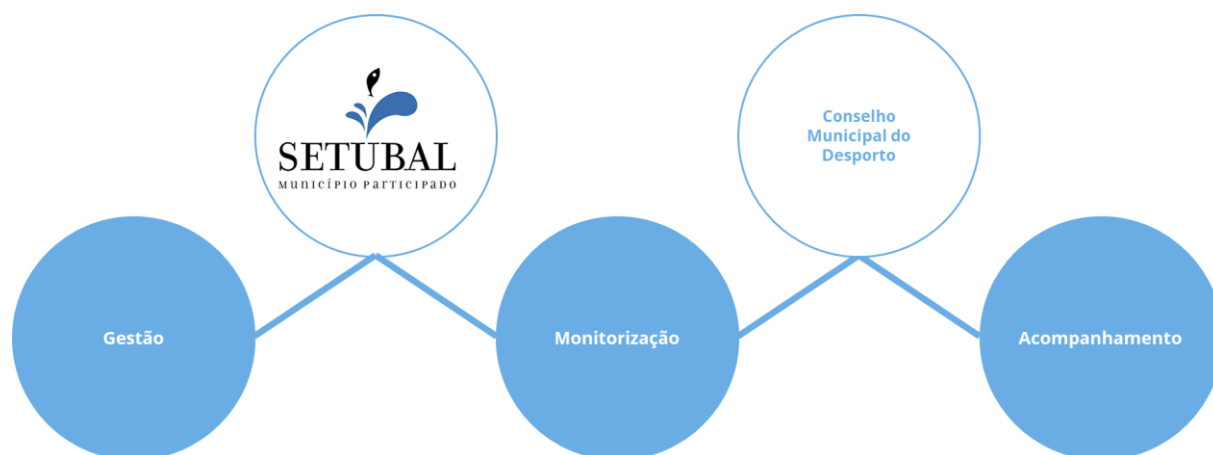 SETUBAL
MUNICÍPIO PARTICIPADO
Conselho
Municipal do
Desporto
Gestão
Monitorização
Acompanhamento